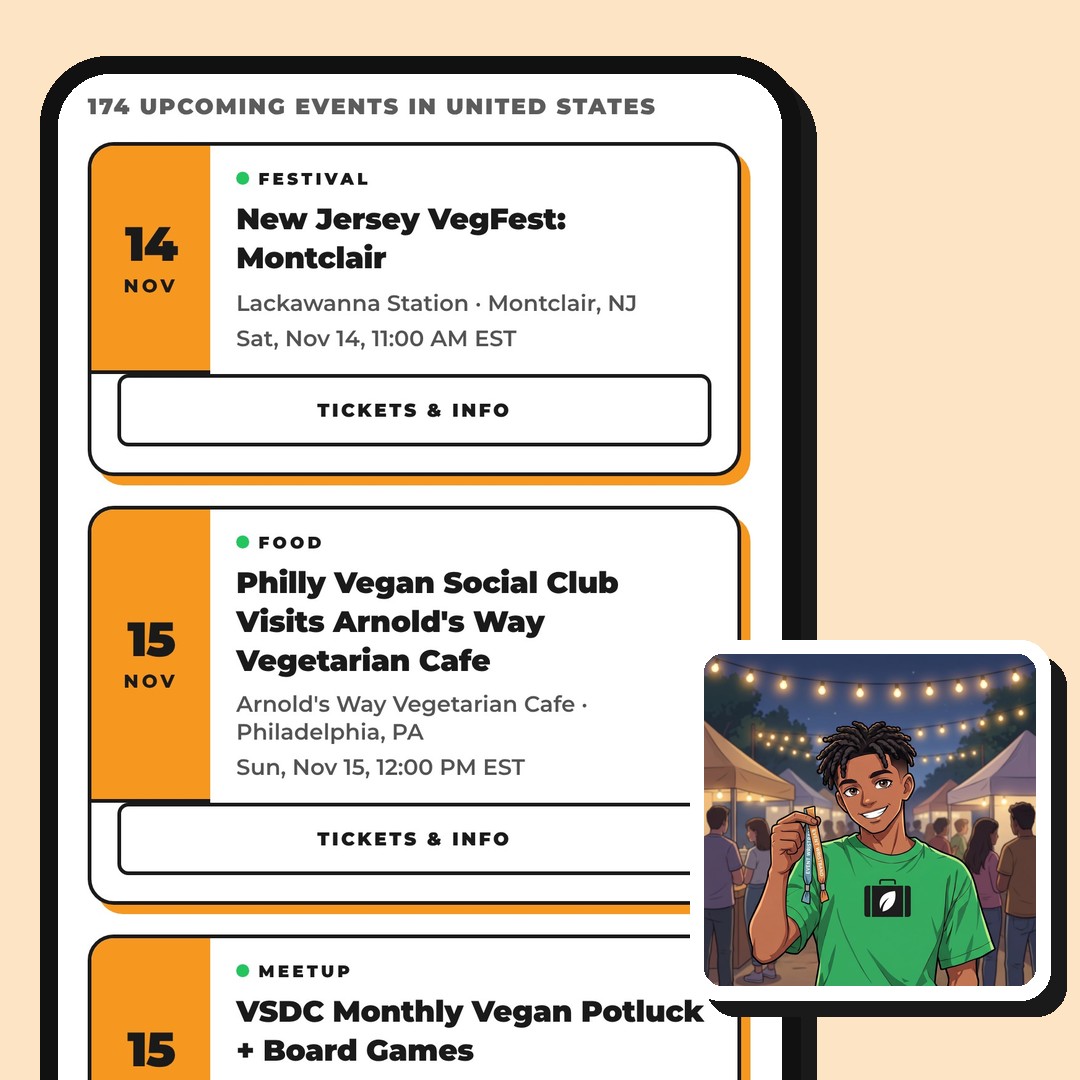 174 UPCOMING EVENTS IN UNITED STATES
14
NOV
FESTIVAL
New Jersey VegFest:
Montclair
Lackawanna Station · Montclair, NJ
Sat, Nov 14, 11:00 AM EST
TICKETS & INFO
15
NOV
FOOD
Philly Vegan Social Club
Visits Arnold's Way
Vegetarian Cafe
Arnold's Way Vegetarian Cafe ·
Philadelphia, PA
Sun, Nov 15, 12:00 PM EST
TICKETS & INFO
15
MEETUP
VSDC Monthly Vegan Potluck
+ Board Games